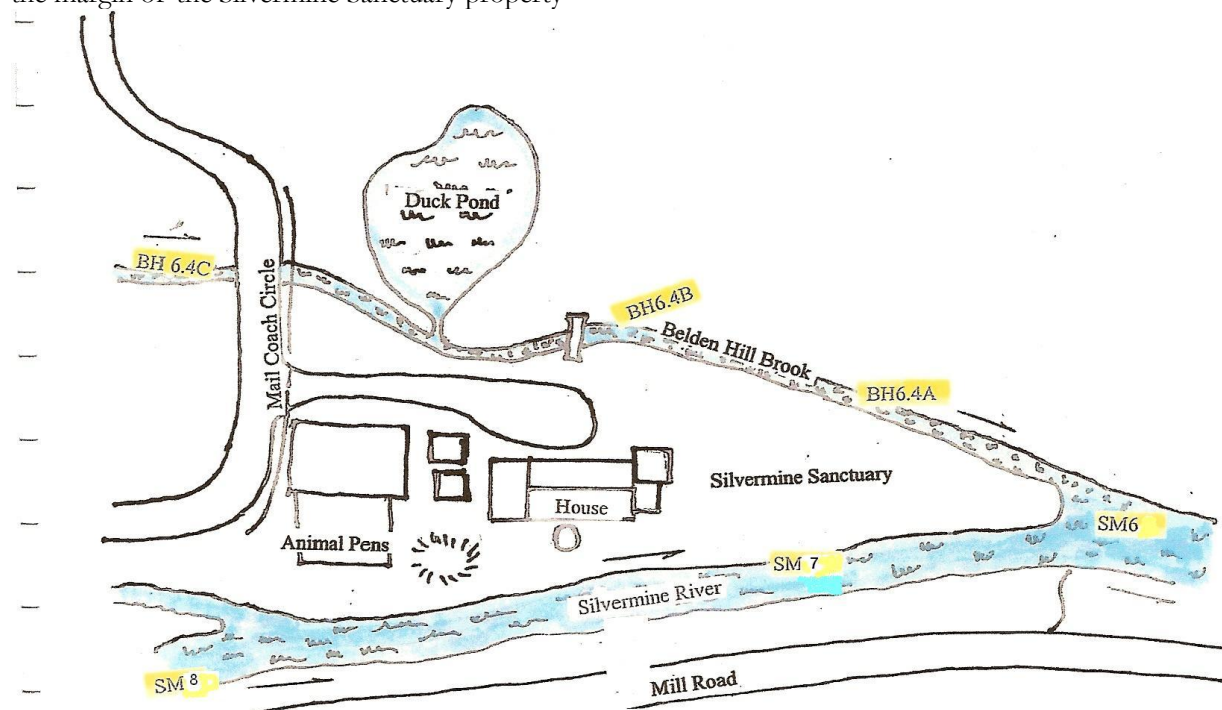 the margin of the Silvermine Sanctuary property
Duck Pond
BH 6.4C
Mail Coach Circle
BH6.4B
Belden Hill Brook
BH6.4A
Silvermine Sanctuary
House
SM6
Animal Pens
SM 7
Silvermine River
SM 8
Mill Road